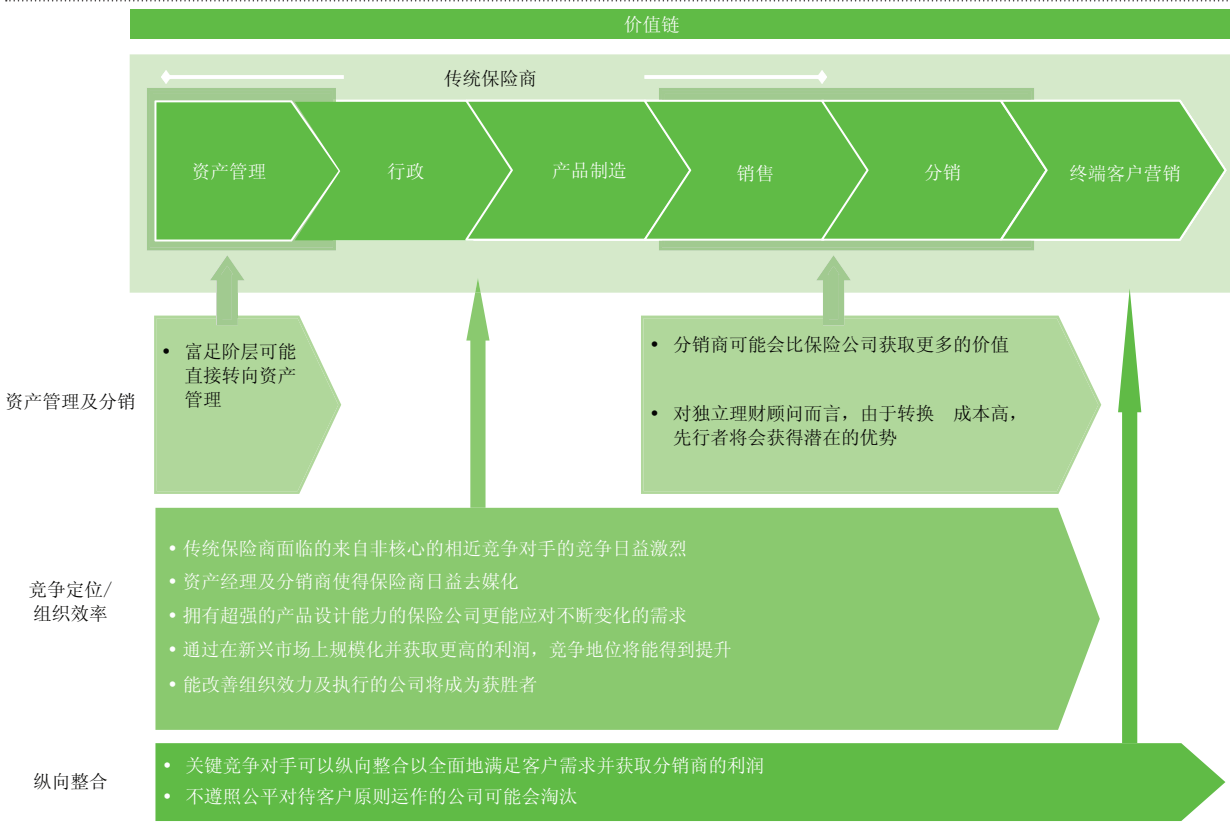 价值链
传统保险商
资产管理
行政
产品制造
销售
分销
终端客户营销
资产管理及分销
• 富足阶层可能
直接转向资产
管理
• 分销商可能会比保险公司获取更多的价值
• 对独立理财顾问而言，由于转换 成本高，
先行者将会获得潜在的优势
竞争定位/
组织效率
• 传统保险商面临的来自非核心的相近竞争对手的竞争日益激烈
• 资产经理及分销商使得保险商日益去媒化
• 拥有超强的产品设计能力的保险公司更能应对不断变化的需求
• 通过在新兴市场上规模化并获取更高的利润，竞争地位将能得到提升
• 能改善组织效力及执行的公司将成为获胜者
纵向整合
• 关键竞争对手可以纵向整合以全面地满足客户需求并获取分销商的利润
• 不遵照公平对待客户原则运作的公司可能会淘汰